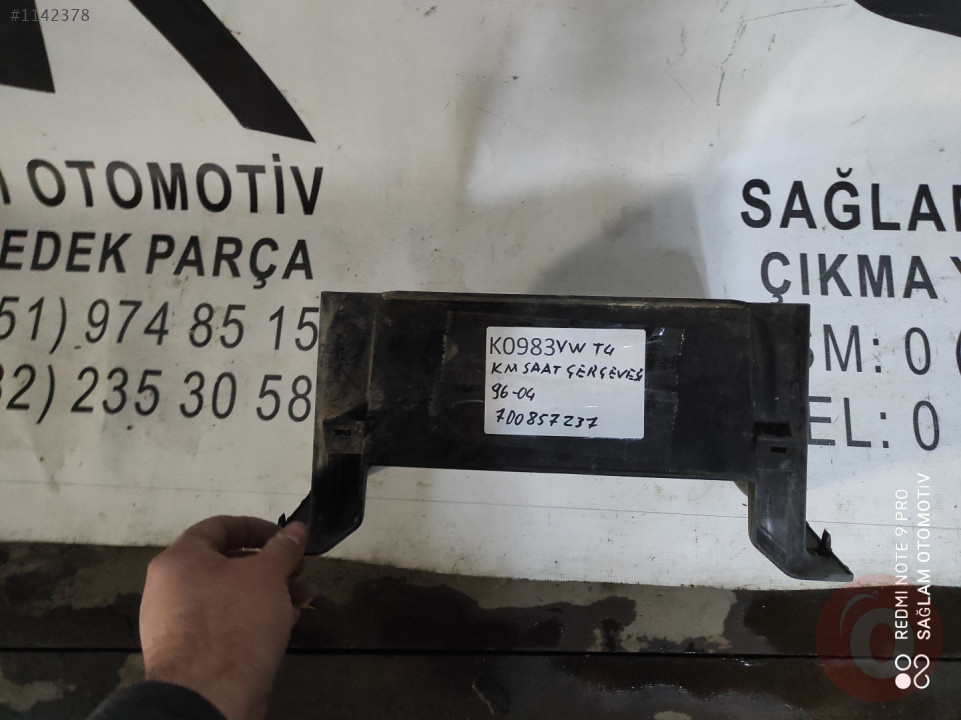 #1142378
OTOMOTİV
EDEK PARÇA
51) 974 85 15
32) 235 30 58
SAĞLAM
ÇIKMA Y
SM: 0 (
EL: 0
K0983 VW T4
KM SAAT ÇERÇEVESİ
96-04
7D0857237
REDMI NOTE 9 PRO
SAĞLAM OTOMOTIV